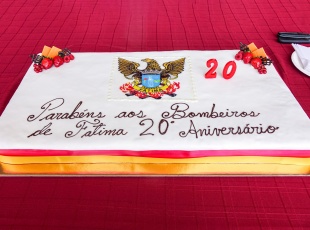 20
Parabéns aos Bombeiros
de Fátima 20º Aniversário